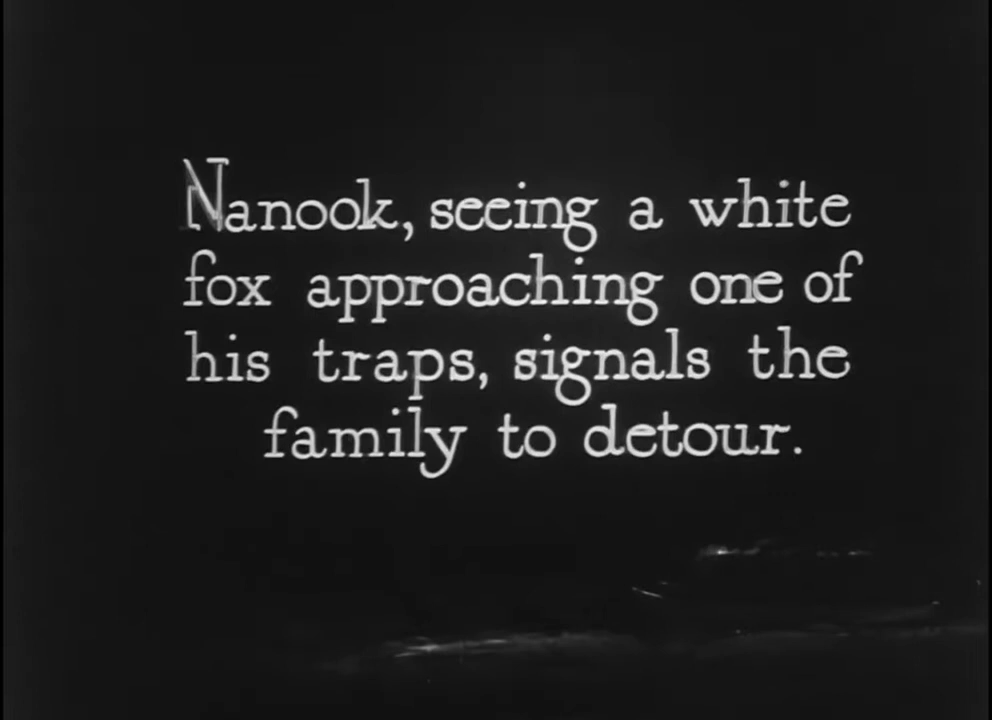 Nanook, seeing a white
fox approaching one of
his traps, signals the
family to detour.